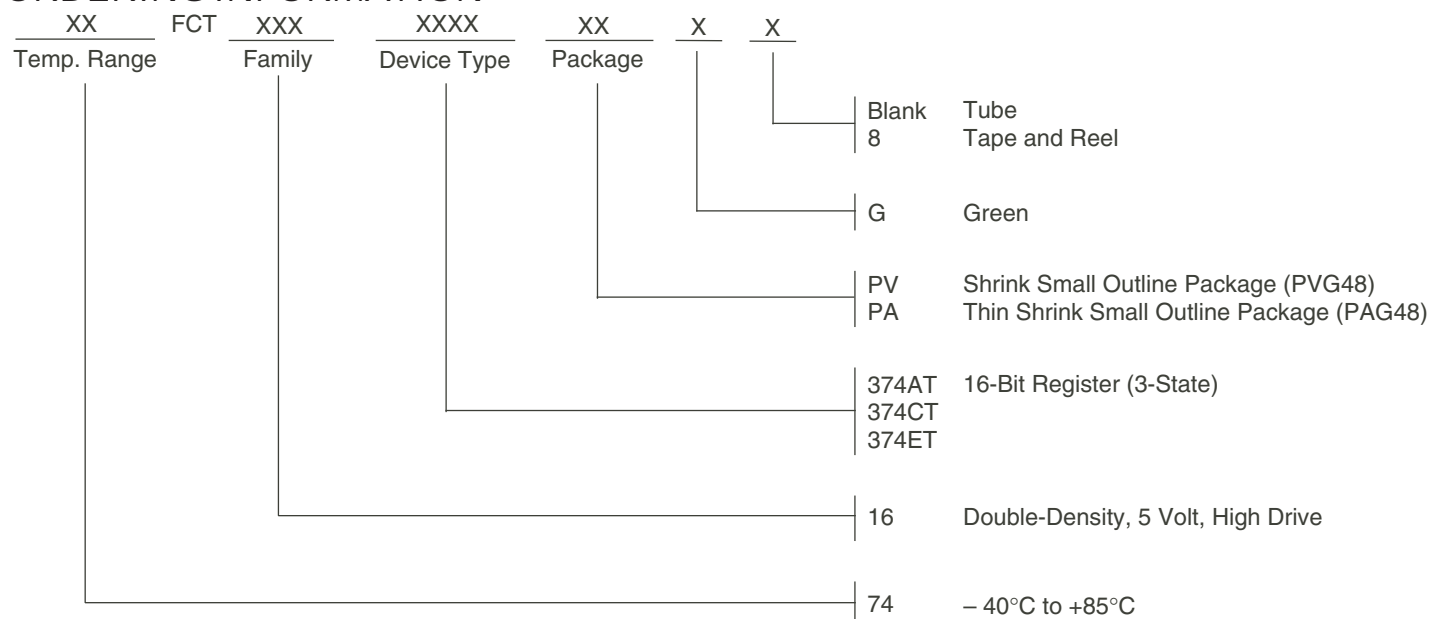 XX FCT XXX XXXX XX X X
Temp. Range Family Device Type Package
Blank Tube
8 Tape and Reel
G Green
PV Shrink Small Outline Package (PVG48)
PA Thin Shrink Small Outline Package (PAG48)
374AT 16-Bit Register (3-State)
374CT
374ET
16 Double-Density, 5 Volt, High Drive
74 – 40°C to +85°C